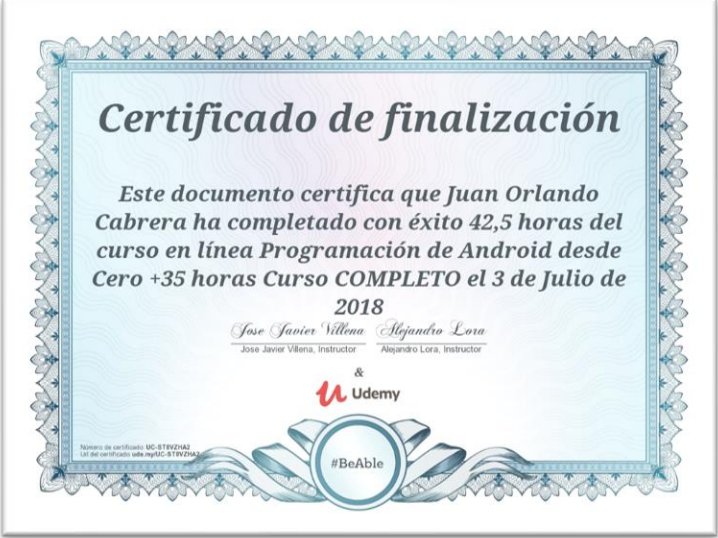 Certificado de finalización
Este documento certifica que Juan Orlando
Cabrera ha completado con éxito 42,5 horas del
curso en línea Programación de Android desde
Cero +35 horas Curso COMPLETO el 3 de Julio de
2018
Jose Javier Villena Alejandro Lora
Jose Javier Villena, Instructor Alejandro Lora, Instructor
&
Udemy
Número de certificado: UC-ST8VZHA2
Url del certificado: ude.my/UC-ST8VZHA2
#BeAble